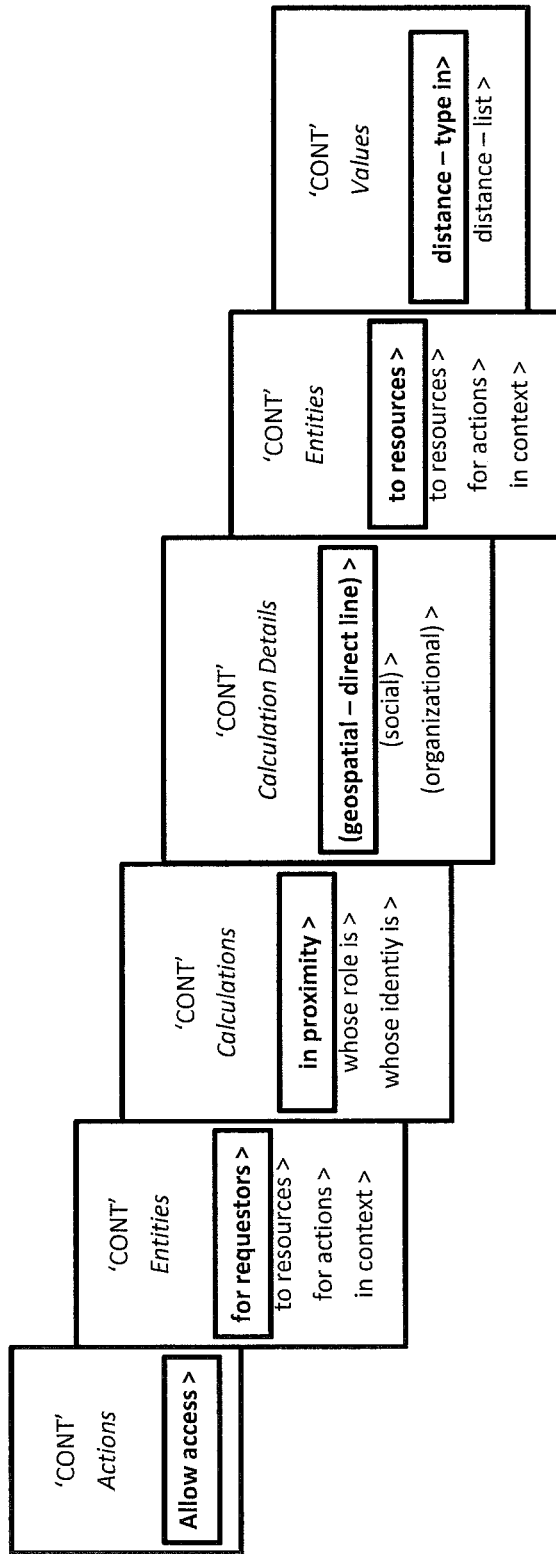 'CONT'
Actions
Allow access >
'CONT'
Entities
for requestors >
to resources >
for actions >
in context >
'CONT'
Calculations
in proximity >
whose role is >
whose identiy is >
'CONT'
Calculation Details
(geospatial – direct line) >
(social) >
(organizational) >
'CONT'
Entities
to resources >
to resources >
for actions >
in context >
'CONT'
Values
distance – type in>
distance – list >